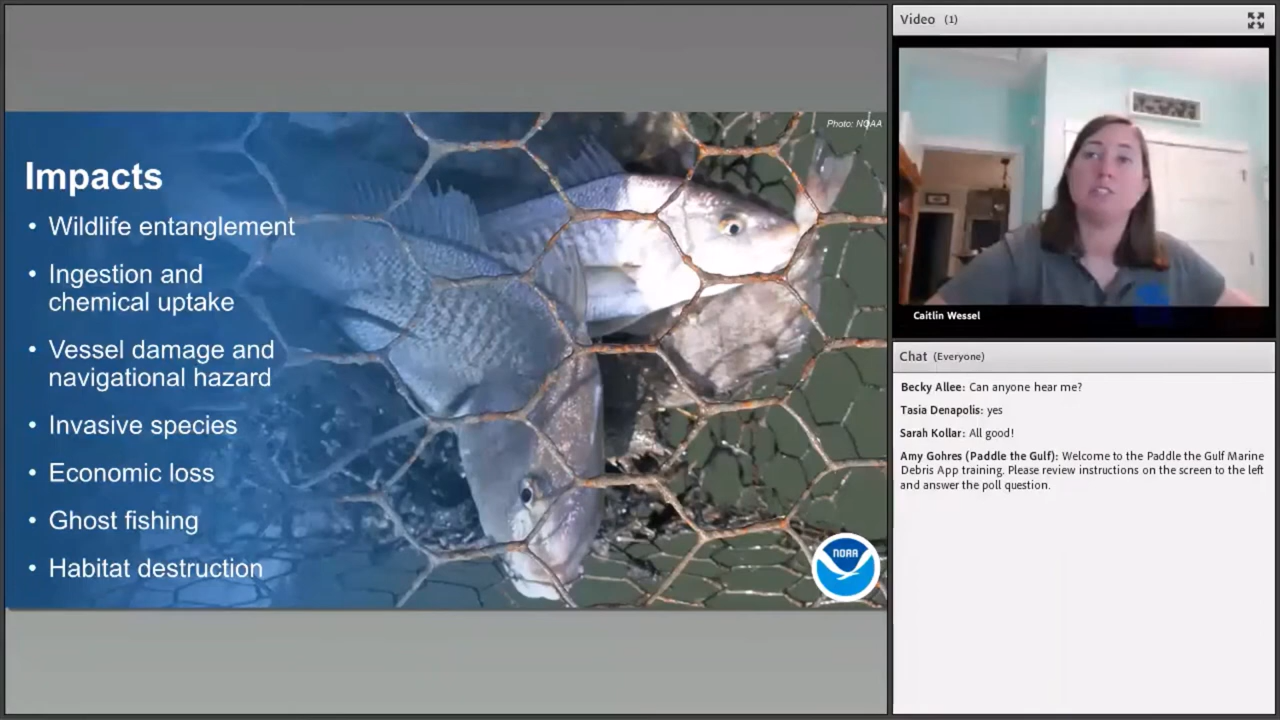 Photo: NOAA
Impacts
• Wildlife entanglement
• Ingestion and
chemical uptake
• Vessel damage and
navigational hazard
• Invasive species
• Economic loss
• Ghost fishing
• Habitat destruction
NOAA
Video (1)
Caitlin Wessel
Chat (Everyone)
Becky Allee: Can anyone hear me?
Tasia Denapolis: yes
Sarah Kollar: All good!
Amy Gohres (Paddle the Gulf): Welcome to the Paddle the Gulf Marine
Debris App training. Please review instructions on the screen to the left
and answer the poll question.